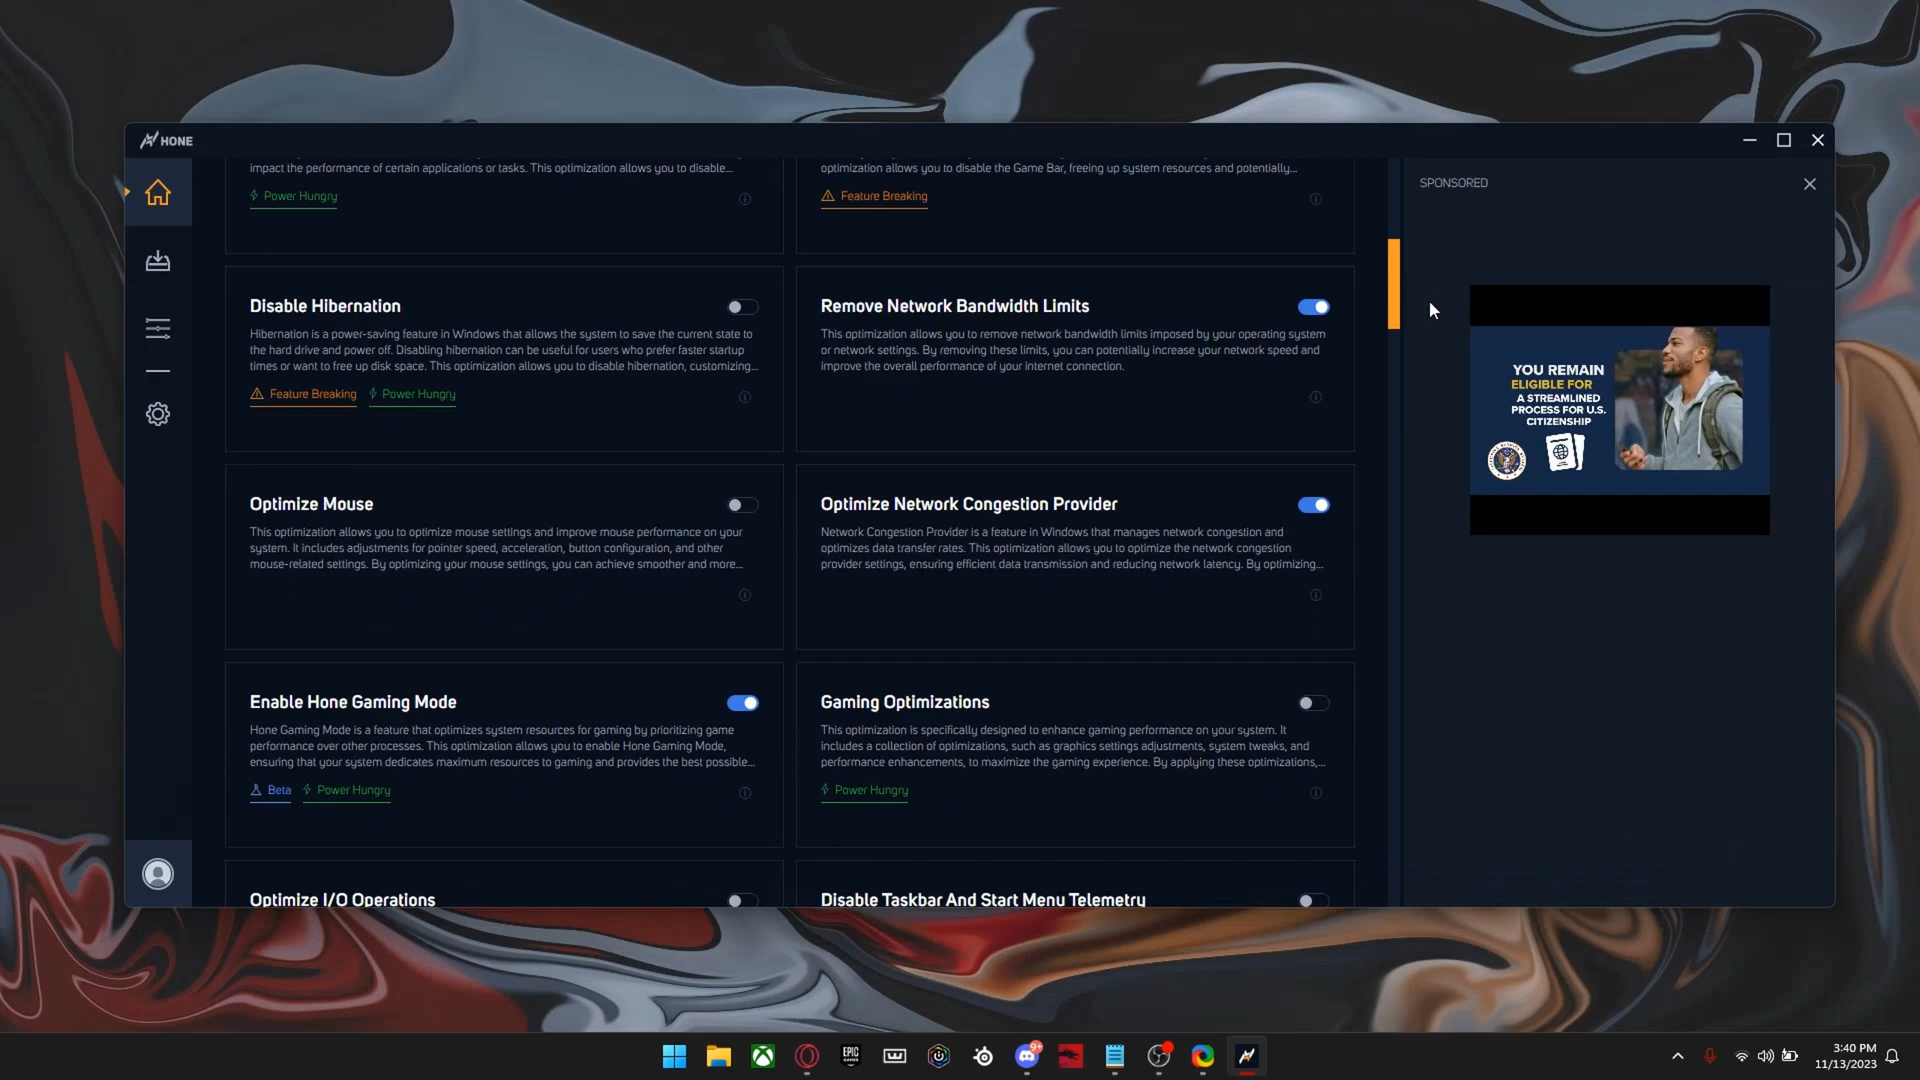 HONE
impact the performance of certain applications or tasks. This optimization allows you to disable...
Power Hungry
optimization allows you to disable the Game Bar, freeing up system resources and potentially...
Feature Breaking
SPONSORED
Disable Hibernation
Hibernation is a power-saving feature in Windows that allows the system to save the current state to
the hard drive and power off. Disabling hibernation can be useful for users who prefer faster startup
times or want to free up disk space. This optimization allows you to disable hibernation, customizing...
Feature Breaking Power Hungry
Remove Network Bandwidth Limits
This optimization allows you to remove network bandwidth limits imposed by your operating system
or network settings. By removing these limits, you can potentially increase your network speed and
improve the overall performance of your internet connection.
YOU REMAIN
ELIGIBLE FOR
A STREAMLINED
PROCESS FOR U.S.
CITIZENSHIP
Optimize Mouse
This optimization allows you to optimize mouse settings and improve mouse performance on your
system. It includes adjustments for pointer speed, acceleration, button configuration, and other
mouse-related settings. By optimizing your mouse settings, you can achieve smoother and more...
Optimize Network Congestion Provider
Network Congestion Provider is a feature in Windows that manages network congestion and
optimizes data transfer rates. This optimization allows you to optimize the network congestion
provider settings, ensuring efficient data transmission and reducing network latency. By optimizing...
Enable Hone Gaming Mode
Hone Gaming Mode is a feature that optimizes system resources for gaming by prioritizing game
performance over other processes. This optimization allows you to enable Hone Gaming Mode,
ensuring that your system dedicates maximum resources to gaming and provides the best possible...
Beta Power Hungry
Gaming Optimizations
This optimization is specifically designed to enhance gaming performance on your system. It
includes a collection of optimizations, such as graphics settings adjustments, system tweaks, and
performance enhancements, to maximize the gaming experience. By applying these optimizations,...
Power Hungry
Optimize I/O Operations
Disable Taskbar And Start Menu Telemetry
EPIC
GAMES
9+
3:40 PM
11/13/2023